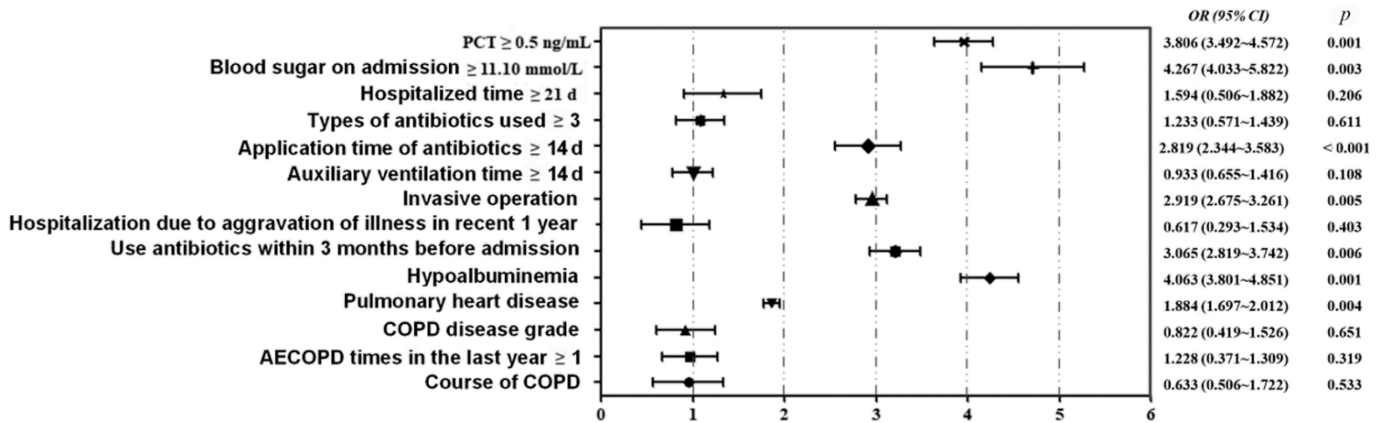 OR (95% CI) p
PCT ≥ 0.5 ng/mL 3.806 (3.492~4.572) 0.001
Blood sugar on admission ≥ 11.10 mmol/L 4.267 (4.033~5.822) 0.003
Hospitalized time ≥ 21 d 1.594 (0.506~1.882) 0.206
Types of antibiotics used ≥ 3 1.233 (0.571~1.439) 0.611
Application time of antibiotics ≥ 14 d 2.819 (2.344~3.583) < 0.001
Auxiliary ventilation time ≥ 14 d 0.933 (0.655~1.416) 0.108
Invasive operation 2.919 (2.675~3.261) 0.005
Hospitalization due to aggravation of illness in recent 1 year 0.617 (0.293~1.534) 0.403
Use antibiotics within 3 months before admission 3.065 (2.819~3.742) 0.006
Hypoalbuminemia 4.063 (3.801~4.851) 0.001
Pulmonary heart disease 1.884 (1.697~2.012) 0.004
COPD disease grade 0.822 (0.419~1.526) 0.651
AECOPD times in the last year ≥ 1 1.228 (0.371~1.309) 0.319
Course of COPD 0.633 (0.506~1.722) 0.533
0 1 2 3 4 5 6